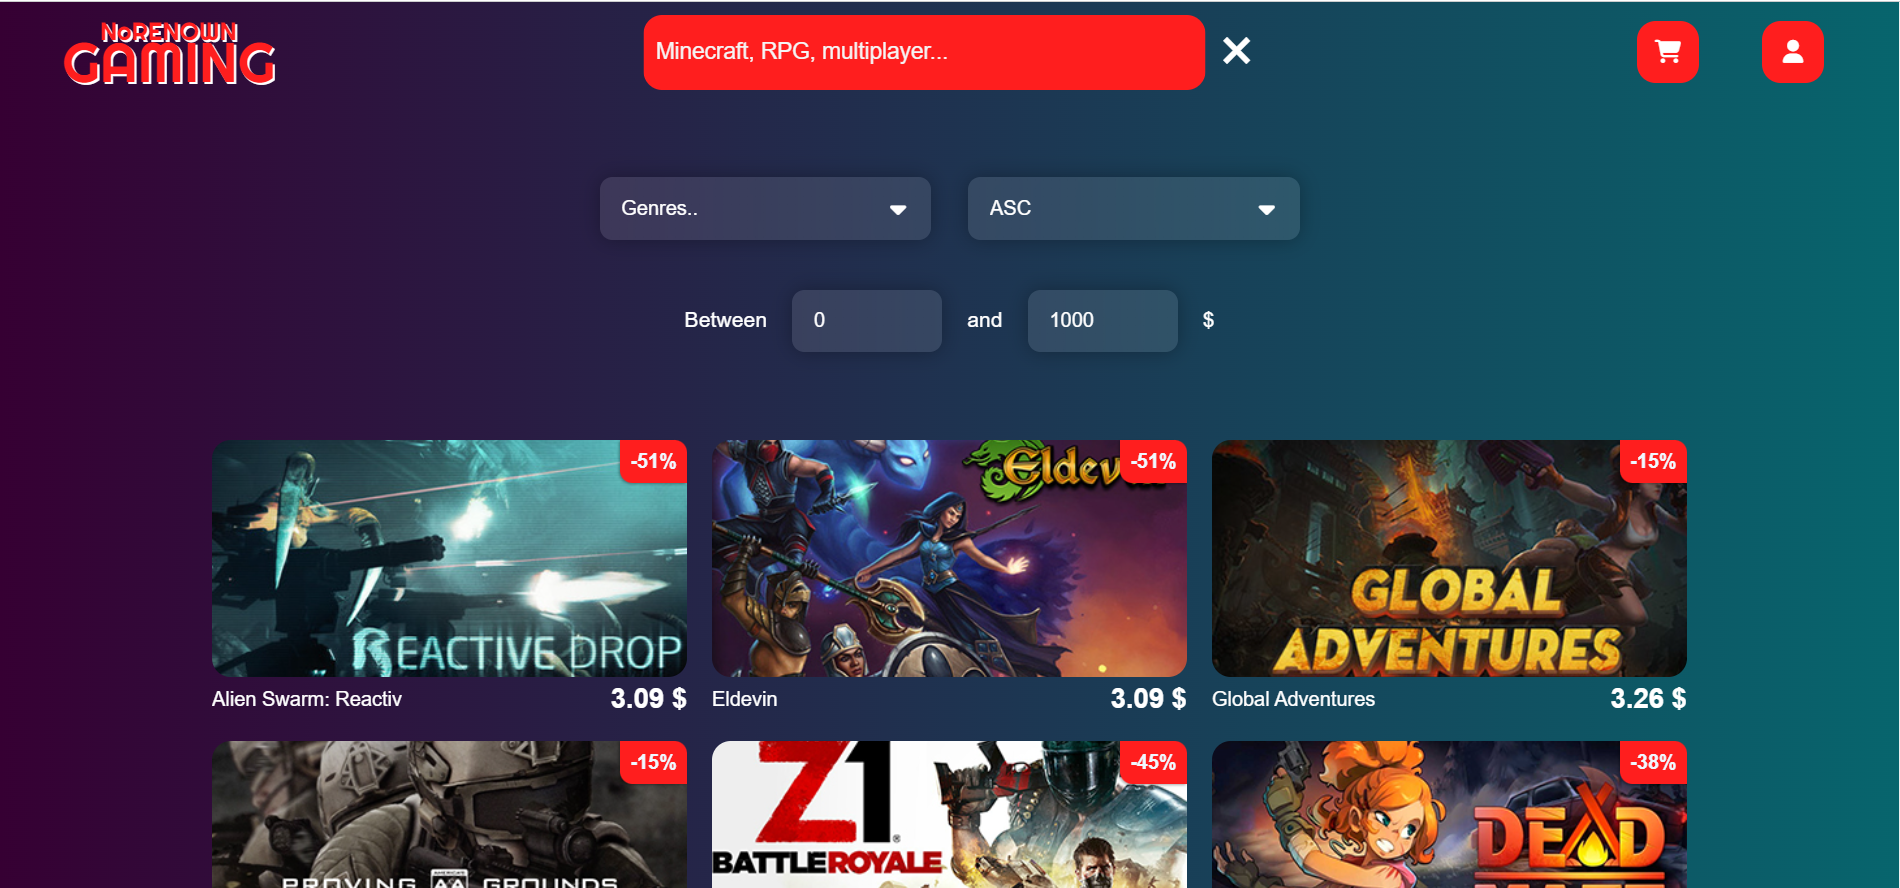 NoRENOWN
GAMING
Minecraft, RPG, multiplayer...
Genres..
ASC
Between 0 and 1000 $
-51%
-51%
-15%
Eldev
REACTIVE DROP
GLOBAL
ADVENTURES
Alien Swarm: Reactiv 3.09 $
Eldevin 3.09 $
Global Adventures 3.26 $
-15%
-45%
-38%
Z1
BATTLEROYALE
DEAD
PROVING GROUNDS